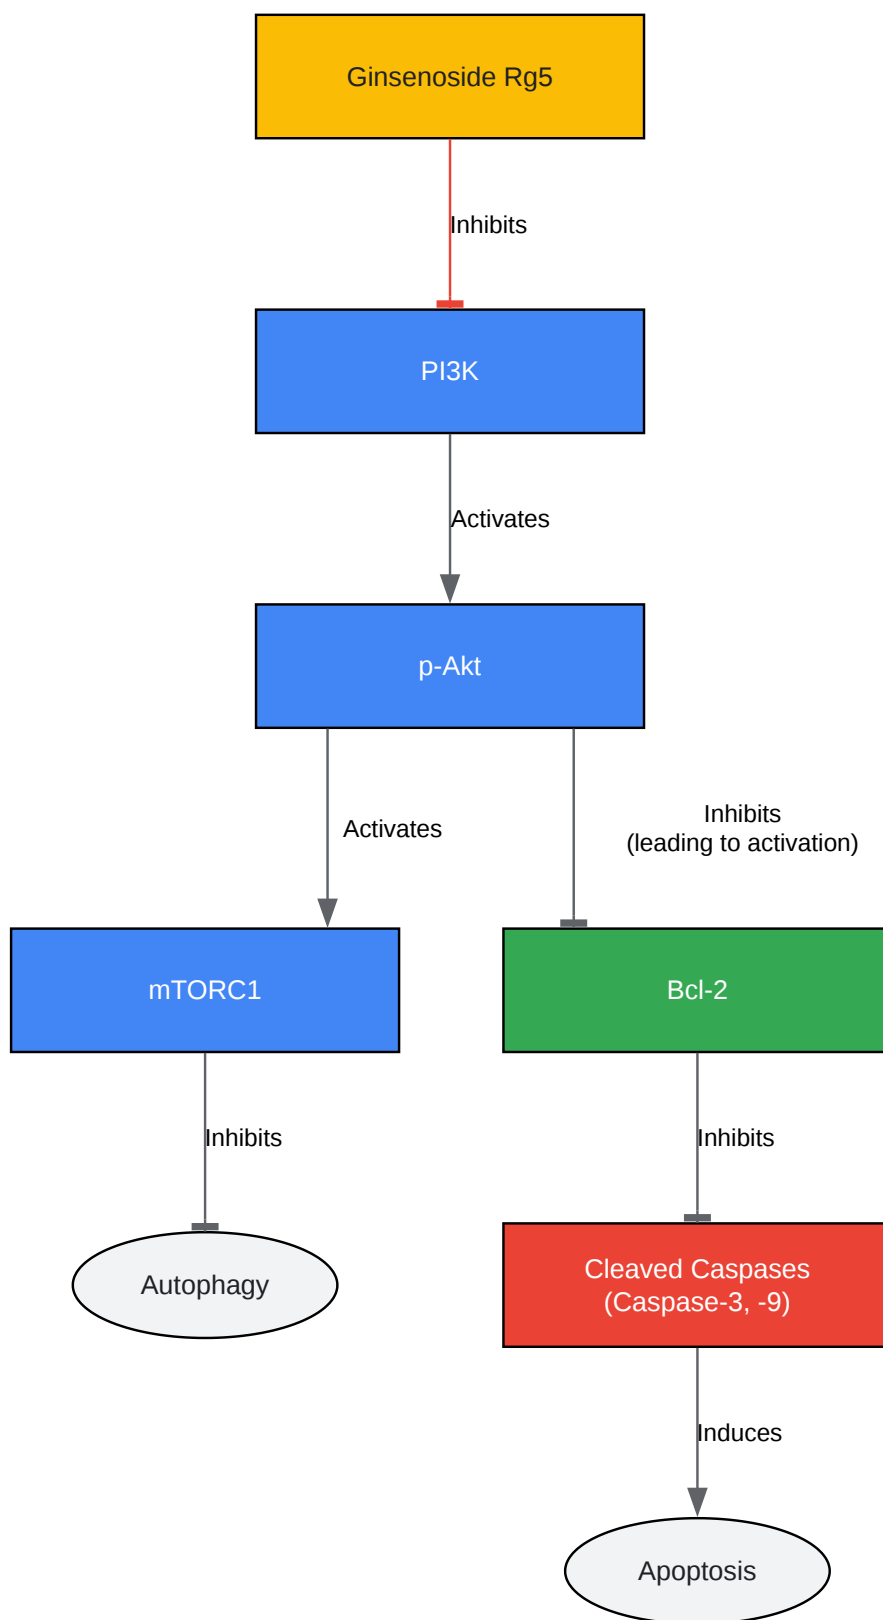 Ginsenoside Rg5
Inhibits
PI3K
Activates
p-Akt
Activates
Inhibits
(leading to activation)
mTORC1
Bcl-2
Inhibits
Inhibits
Autophagy
Cleaved Caspases
(Caspase-3, -9)
Induces
Apoptosis